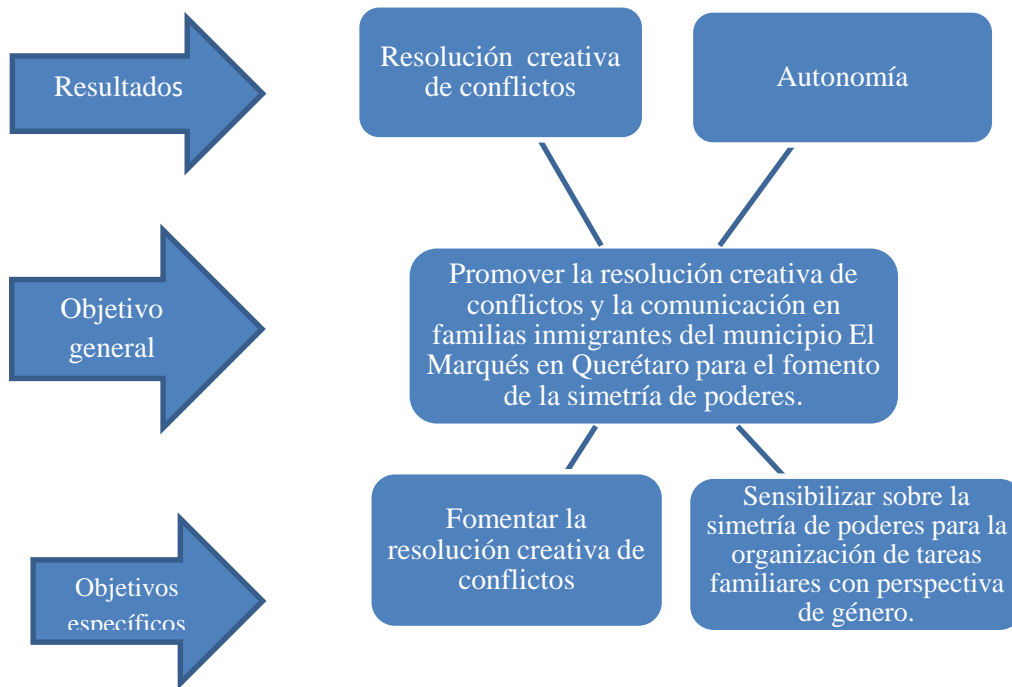 Resultados
Resolución creativa
de conflictos
Autonomía
Objetivo
general
Promover la resolución creativa de
conflictos y la comunicación en
familias inmigrantes del municipio El
Marqués en Querétaro para el fomento
de la simetría de poderes.
Objetivos
específicos
Fomentar la
resolución creativa de
conflictos
Sensibilizar sobre la
simetría de poderes para la
organización de tareas
familiares con perspectiva
de género.